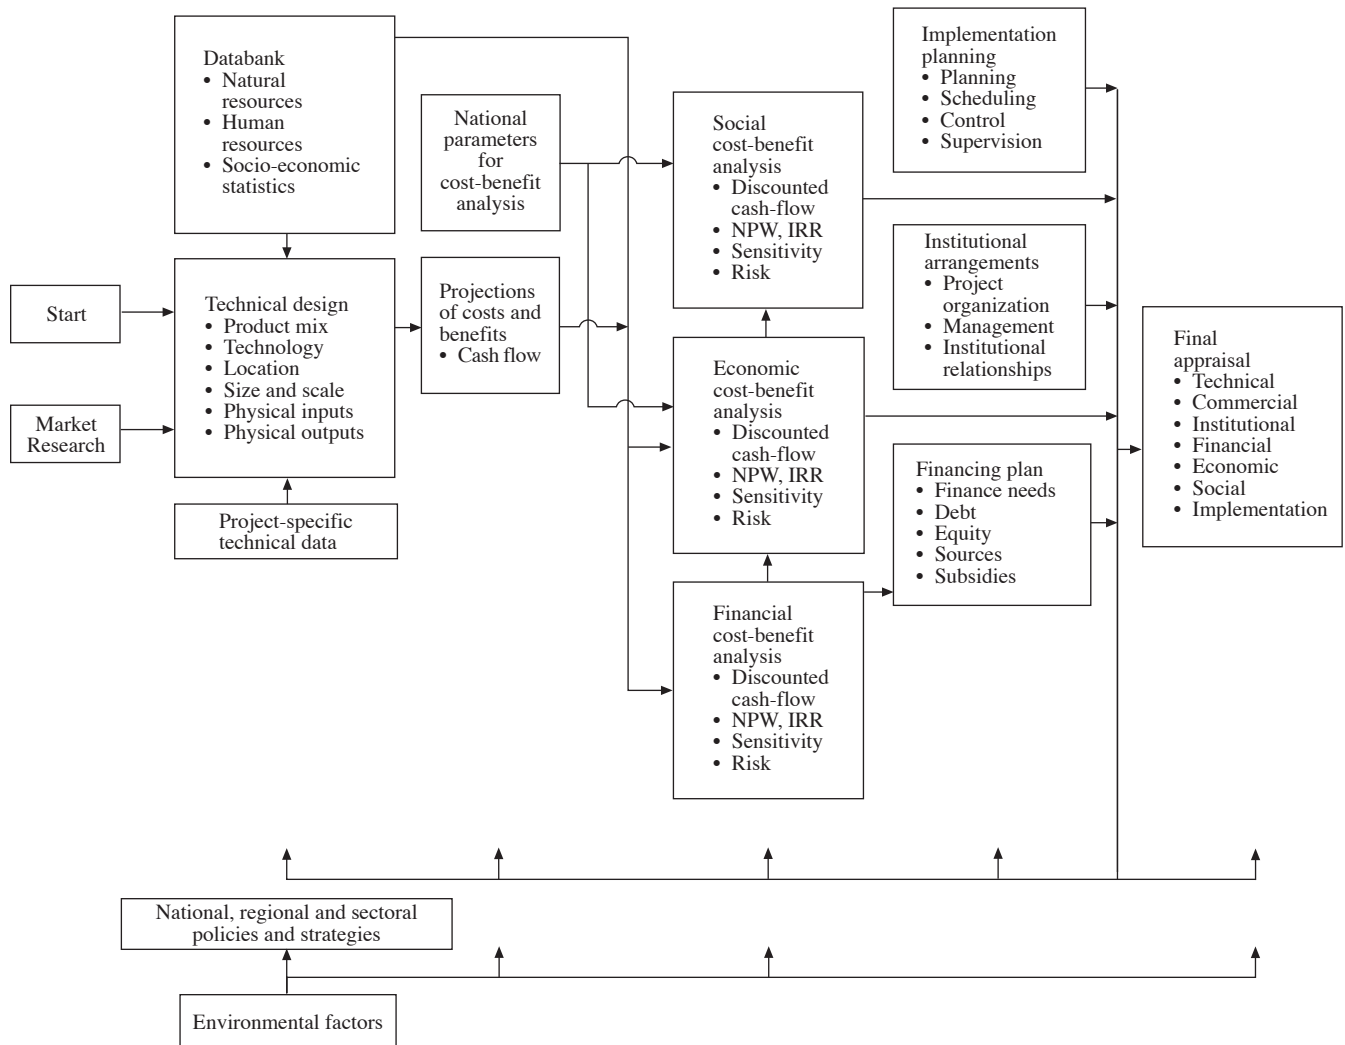 Databank
• Natural
resources
• Human
resources
• Socio-economic
statistics
Start
Market
Research
Technical design
• Product mix
• Technology
• Location
• Size and scale
• Physical inputs
• Physical outputs
Project-specific
technical data
National
parameters
for
cost-benefit
analysis
Projections
of costs and
benefits
• Cash flow
Social
cost-benefit
analysis
• Discounted
cash-flow
• NPW, IRR
• Sensitivity
• Risk
Economic
cost-benefit
analysis
• Discounted
cash-flow
• NPW, IRR
• Sensitivity
• Risk
Financial
cost-benefit
analysis
• Discounted
cash-flow
• NPW, IRR
• Sensitivity
• Risk
Implementation
planning
• Planning
• Scheduling
• Control
• Supervision
Institutional
arrangements
• Project
organization
• Management
• Institutional
relationships
Financing plan
• Finance needs
• Debt
• Equity
• Sources
• Subsidies
Final
appraisal
• Technical
• Commercial
• Institutional
• Financial
• Economic
• Social
• Implementation
National, regional and sectoral
policies and strategies
Environmental factors